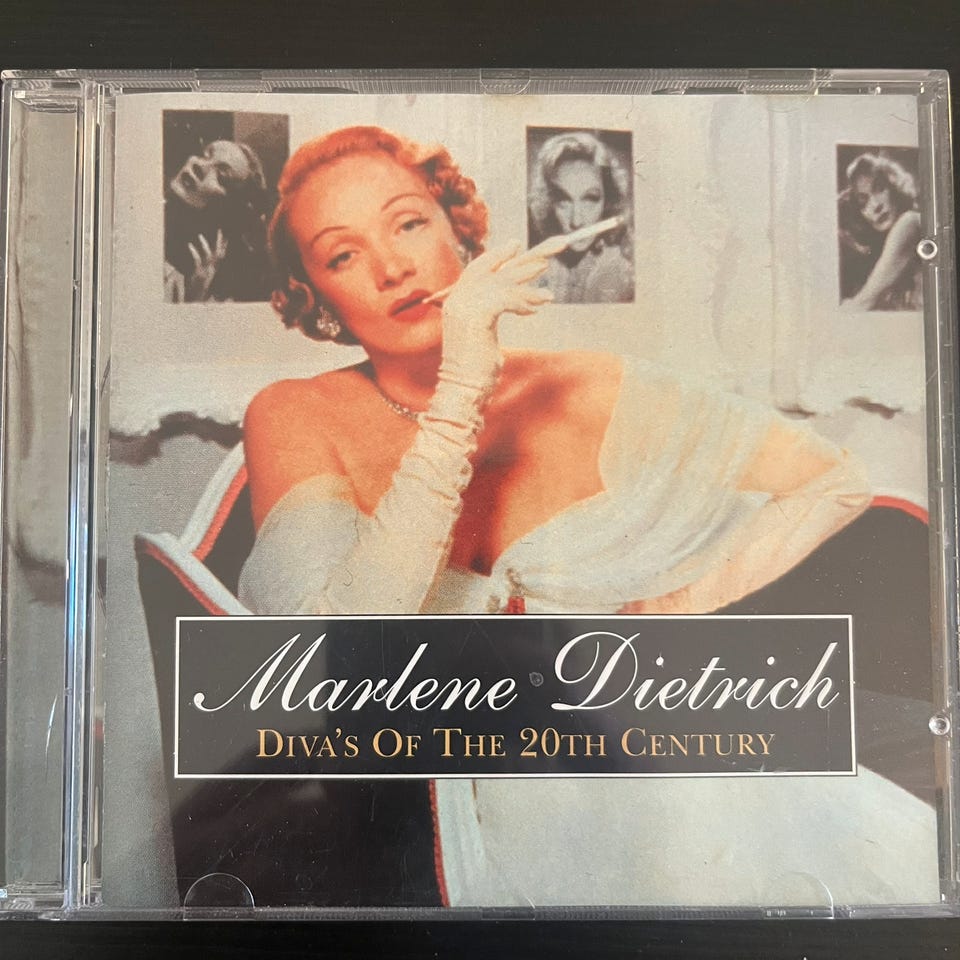 Marlene Dietrich
DIVA'S OF THE 20TH CENTURY